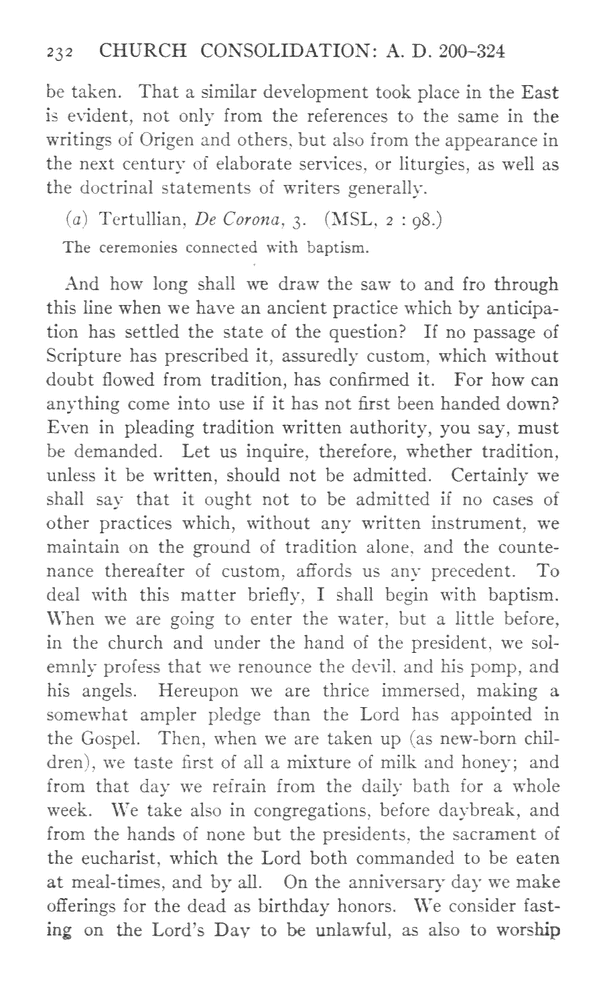 232 CHURCH CONSOLIDATION: A. D. 200–324
be taken. That a similar development took place in the East
is evident, not only from the references to the same in the
writings of Origen and others, but also from the appearance in
the next century of elaborate services, or liturgies, as well as
the doctrinal statements of writers generally.
(a) Tertullian, De Corona, 3. (MSL, 2 : 98.)
The ceremonies connected with baptism.
And how long shall we draw the saw to and fro through
this line when we have an ancient practice which by anticipa-
tion has settled the state of the question? If no passage of
Scripture has prescribed it, assuredly custom, which without
doubt flowed from tradition, has confirmed it. For how can
anything come into use if it has not first been handed down?
Even in pleading tradition written authority, you say, must
be demanded. Let us inquire, therefore, whether tradition,
unless it be written, should not be admitted. Certainly we
shall say that it ought not to be admitted if no cases of
other practices which, without any written instrument, we
maintain on the ground of tradition alone, and the counte-
nance thereafter of custom, affords us any precedent. To
deal with this matter briefly, I shall begin with baptism.
When we are going to enter the water, but a little before,
in the church and under the hand of the president, we sol-
emnly profess that we renounce the devil, and his pomp, and
his angels. Hereupon we are thrice immersed, making a
somewhat ampler pledge than the Lord has appointed in
the Gospel. Then, when we are taken up (as new-born chil-
dren), we taste first of all a mixture of milk and honey; and
from that day we refrain from the daily bath for a whole
week. We take also in congregations, before daybreak, and
from the hands of none but the presidents, the sacrament of
the eucharist, which the Lord both commanded to be eaten
at meal-times, and by all. On the anniversary day we make
offerings for the dead as birthday honors. We consider fast-
ing on the Lord's Day to be unlawful, as also to worship